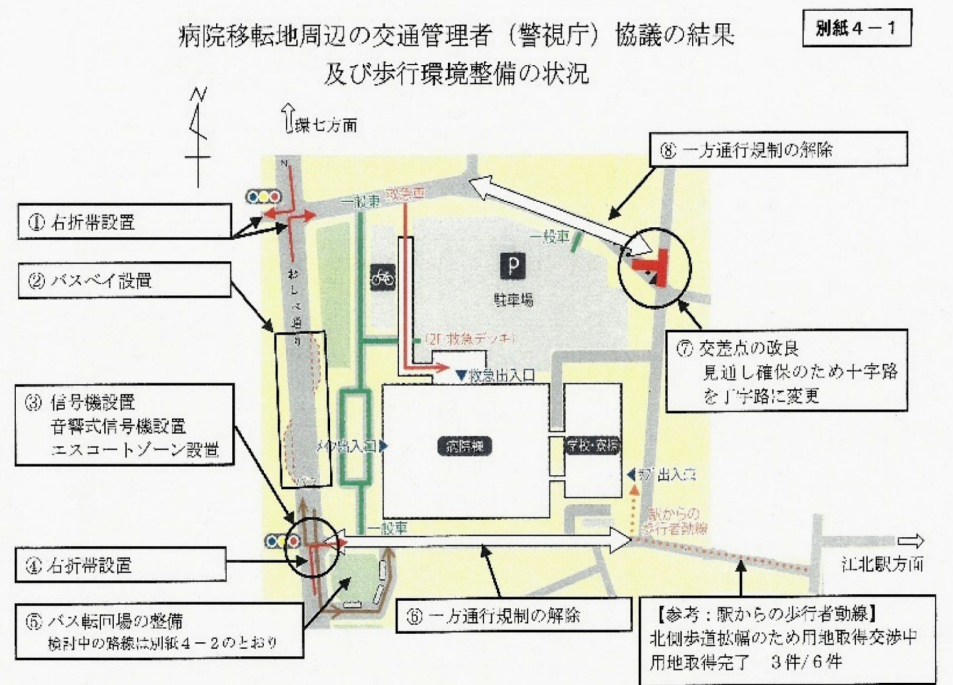 別紙4-1
病院移転地周辺の交通管理者（警視庁）協議の結果
及び歩行環境整備の状況
N
環七方面
⑧ 一方通行規制の解除
① 右折帯設置
② バスベイ設置
③ 信号機設置
音響式信号機設置
エスコートゾーン設置
④ 右折帯設置
⑤ バス転回場の整備
検討中の路線は別紙4-2のとおり
一般車
救急車
一般車
P
駐車場
(2F 救急デッキ)
▼救急出入口
⑦ 交差点の改良
見通し確保のため十字路
を丁字路に変更
メイン出入口▶
病院棟
学校・寮棟
◀サブ出入口
駅からの
歩行者動線
一般車
江北駅方面
⑥ 一方通行規制の解除
【参考：駅からの歩行者動線】
北側歩道拡幅のため用地取得交渉中
用地取得完了　3件/6件